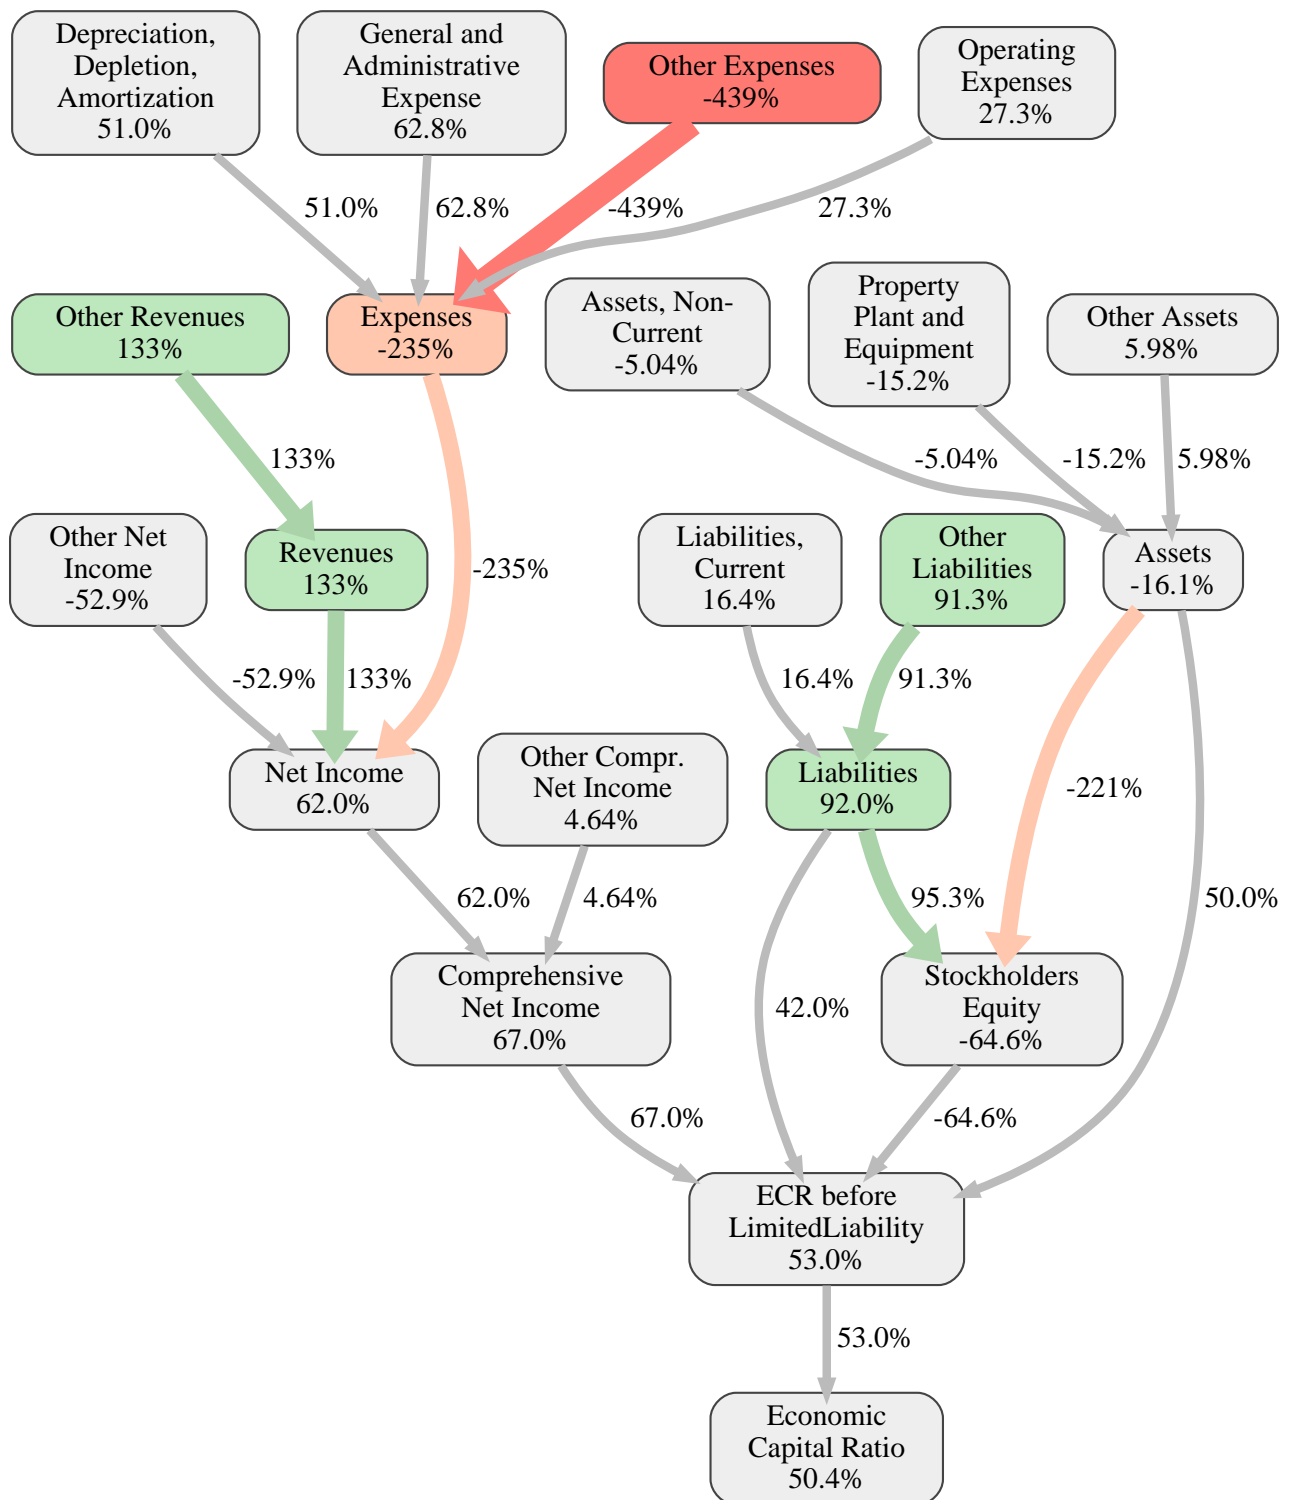 Depreciation,
Depletion,
Amortization
51.0%
General and
Administrative
Expense
62.8%
Other Expenses
-439%
Operating
Expenses
27.3%
51.0%
62.8%
-439%
27.3%
Other Revenues
133%
Expenses
-235%
Assets, Non-
Current
-5.04%
Property
Plant and
Equipment
-15.2%
Other Assets
5.98%
133%
-5.04%
-15.2%
5.98%
Other Net
Income
-52.9%
Revenues
133%
-235%
Liabilities,
Current
16.4%
Other
Liabilities
91.3%
Assets
-16.1%
-52.9%
133%
16.4%
91.3%
Net Income
62.0%
Other Compr.
Net Income
4.64%
Liabilities
92.0%
-221%
62.0%
4.64%
95.3%
50.0%
Comprehensive
Net Income
67.0%
42.0%
Stockholders
Equity
-64.6%
67.0%
-64.6%
ECR before
LimitedLiability
53.0%
53.0%
Economic
Capital Ratio
50.4%